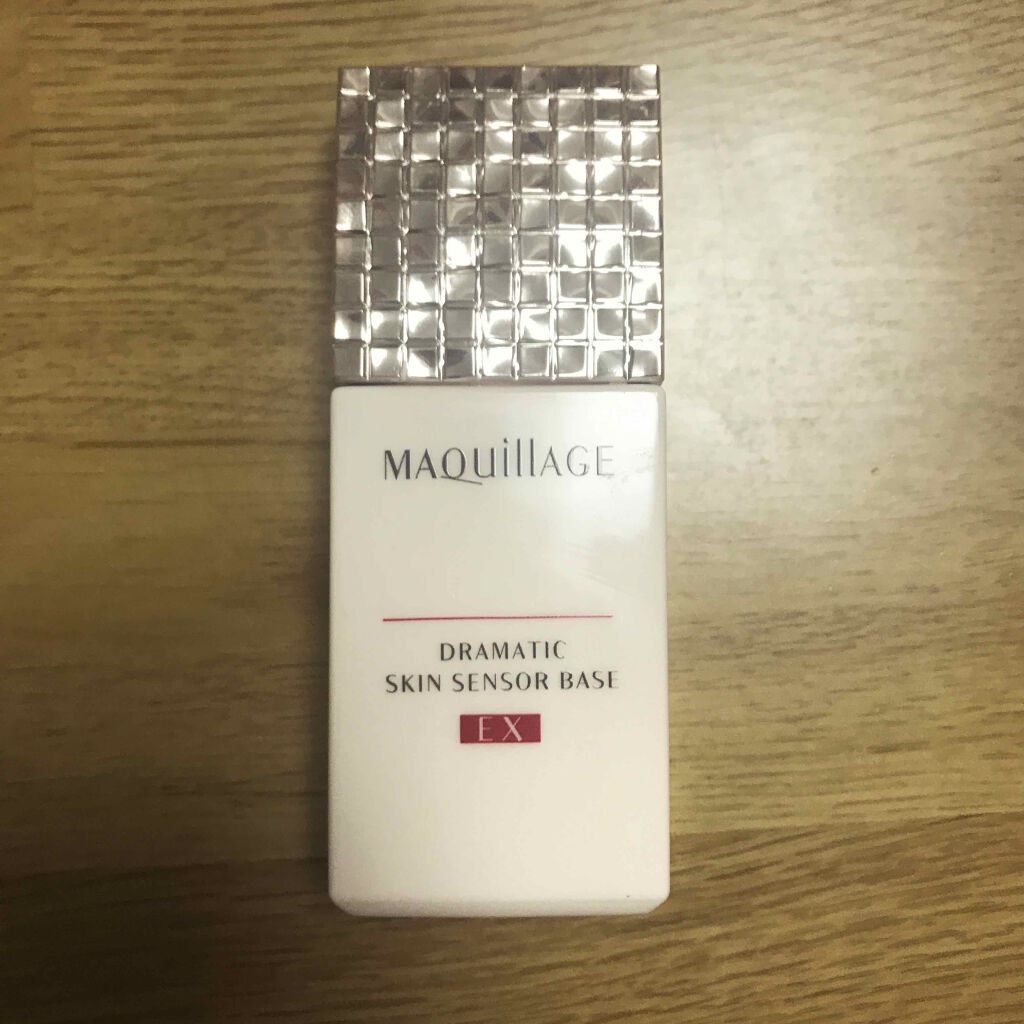 MAQuillAGE
DRAMATIC
SKIN SENSOR BASE
EX